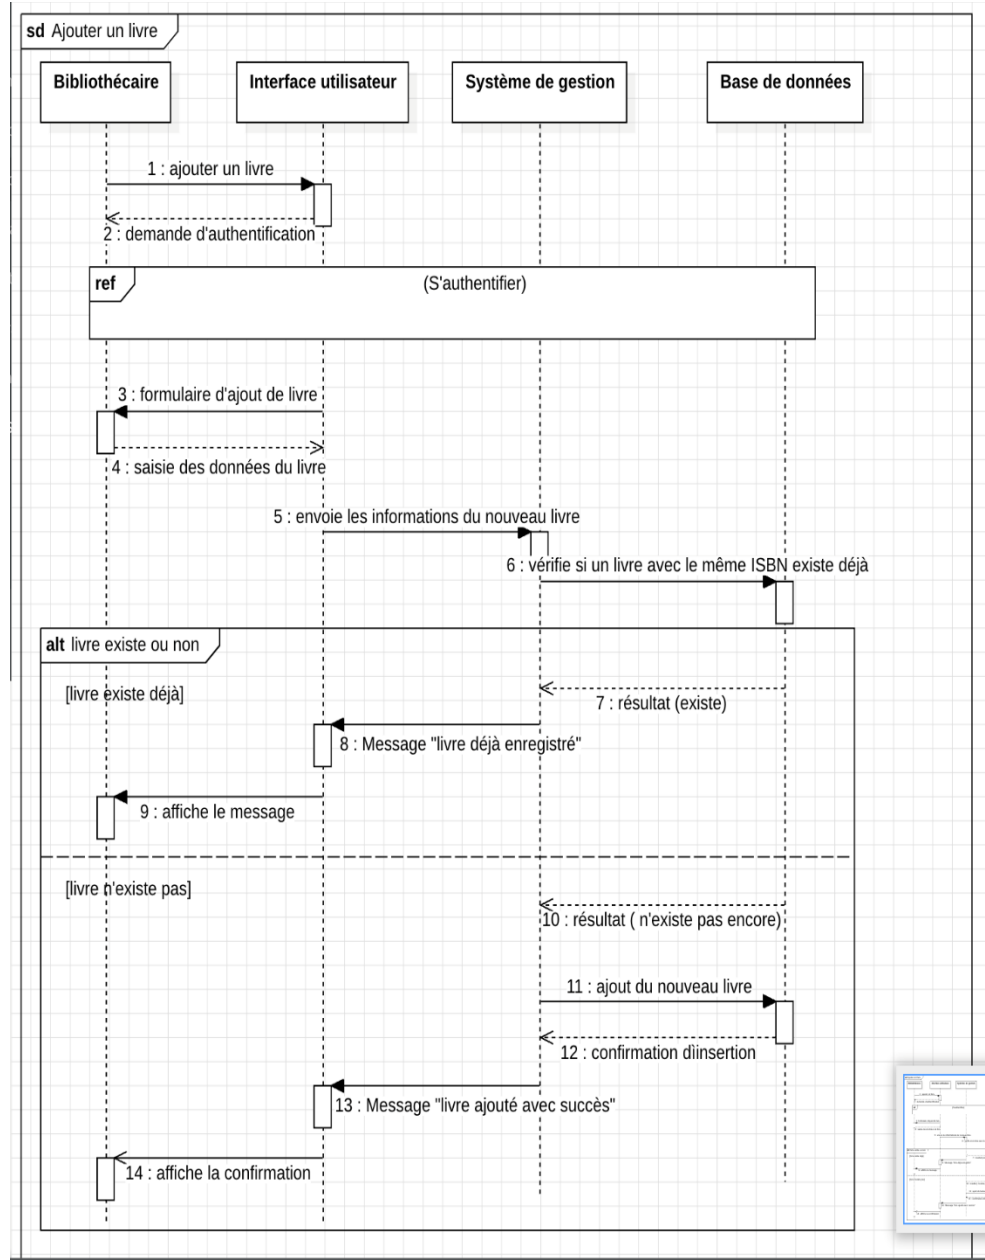 sd Ajouter un livre
Bibliothécaire
Interface utilisateur
Système de gestion
Base de données
1 : ajouter un livre
2 : demande d'authentification
ref
(S'authentifier)
3 : formulaire d'ajout de livre
4 : saisie des données du livre
5 : envoie les informations du nouveau livre
6 : vérifie si un livre avec le même ISBN existe déjà
alt livre existe ou non
[livre existe déjà]
7 : résultat (existe)
8 : Message "livre déjà enregistré"
9 : affiche le message
[livre n'existe pas]
10 : résultat ( n'existe pas encore)
11 : ajout du nouveau livre
12 : confirmation dìinsertion
13 : Message "livre ajouté avec succès"
14 : affiche la confirmation